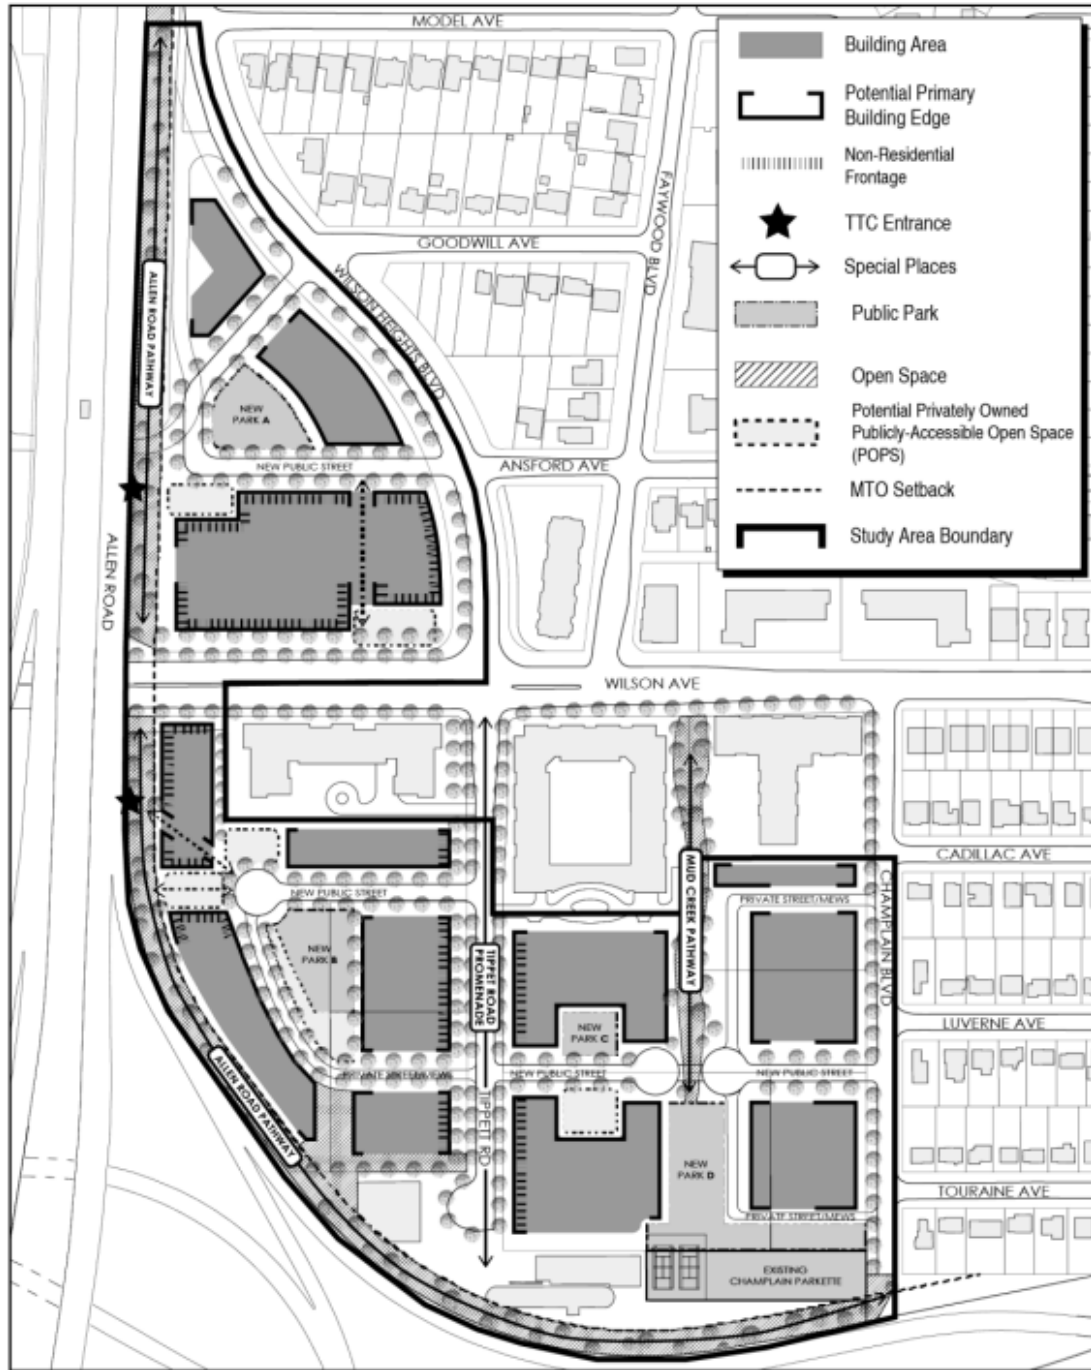 MODEL AVE
GOODWILL AVE
FAYWOOD BLVD
WILSON HEIGHTS BLVD
ANSFORD AVE
Building Area
Potential Primary
Building Edge
Non-Residential
Frontage
TTC Entrance
Special Places
Public Park
Open Space
Potential Privately Owned
Publicly-Accessible Open Space
(POPS)
MTO Setback
Study Area Boundary
ALLEN ROAD PATHWAY
NEW
PARK A
NEW PUBLIC STREET
ALLEN ROAD
WILSON AVE
CADILLAC AVE
CHAMPLAIN BLVD
MUD CREEK PATHWAY
PRIVATE STREET/MEWS
NEW PUBLIC STREET
NEW
PARK B
TIPPET ROAD
PROMENADE
NEW
PARK C
LUVERNE AVE
PRIVATE STREET/MEWS
NEW PUBLIC STREET
NEW PUBLIC STREET
ALLEN ROAD PATHWAY
TIPPETT RD
NEW
PARK D
TOURAINE AVE
PRIVATE STREET/MEWS
EXISTING
CHAMPLAIN PARKETTE